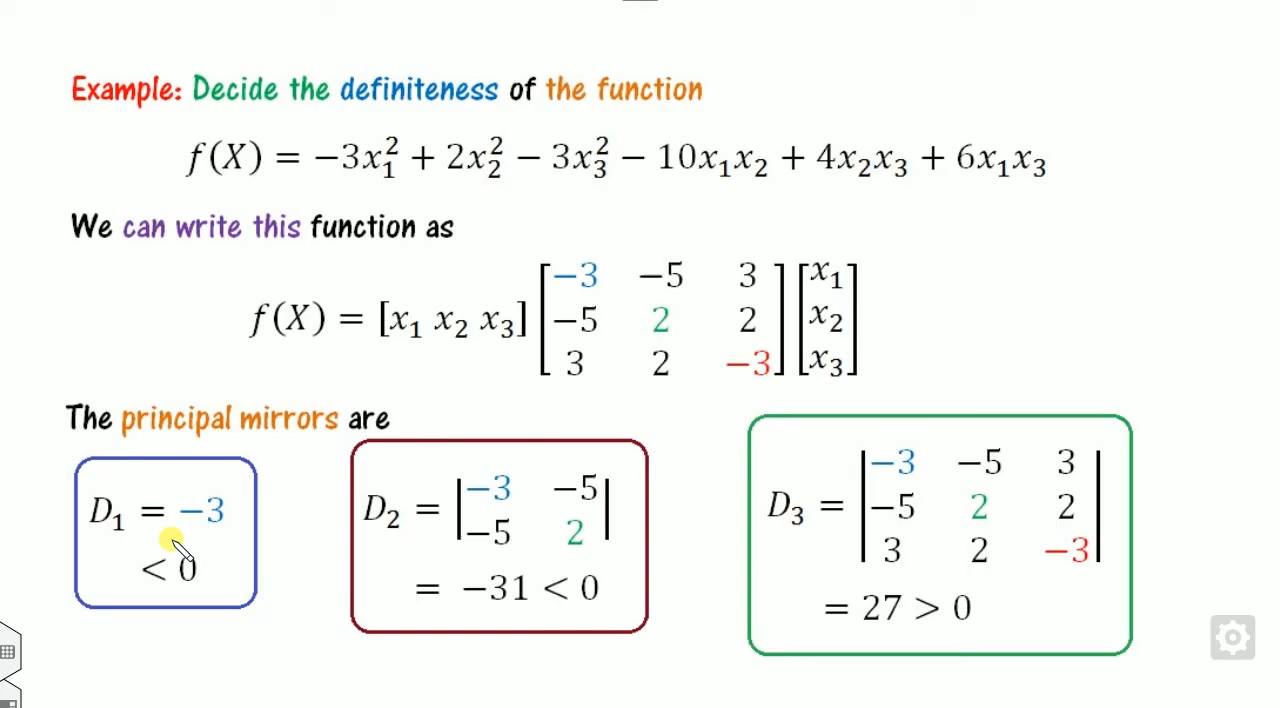 Example: Decide the definiteness of the function
f(X) = −3x₁² + 2x₂² − 3x₃² − 10x₁x₂ + 4x₂x₃ + 6x₁x₃
We can write this function as
f(X) = [x₁ x₂ x₃] [−3 −5 3; −5 2 2; 3 2 −3] [x₁; x₂; x₃]
The principal mirrors are
D₁ = −3
< 0
D₂ = |−3 −5; −5 2|
= −31 < 0
D₃ = |−3 −5 3; −5 2 2; 3 2 −3|
= 27 > 0